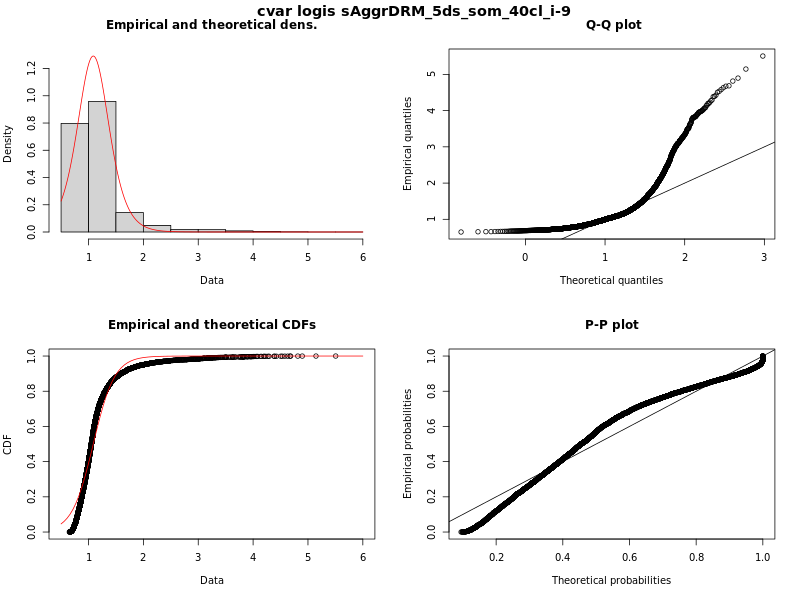 cvar logis sAggrDRM_5ds_som_40cl_i-9
Empirical and theoretical dens.
Density
0.0 0.2 0.4 0.6 0.8 1.0 1.2
1 2 3 4 5 6
Data
Q-Q plot
Empirical quantiles
1 2 3 4 5
0 1 2 3
Theoretical quantiles
Empirical and theoretical CDFs
CDF
0.0 0.2 0.4 0.6 0.8 1.0
1 2 3 4 5 6
Data
P-P plot
Empirical probabilities
0.0 0.2 0.4 0.6 0.8 1.0
0.2 0.4 0.6 0.8 1.0
Theoretical probabilities